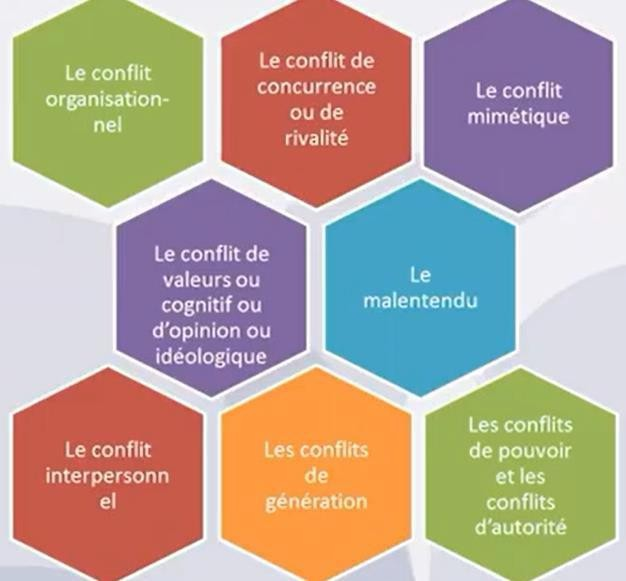 Le conflit
organisation-
nel
Le conflit de
concurrence
ou de
rivalité
Le conflit
mimétique
Le conflit de
valeurs ou
cognitif ou
d’opinion ou
idéologique
Le
malentendu
Le conflit
interpersonn
el
Les conflits
de
génération
Les conflits
de pouvoir
et les
conflits
d’autorité